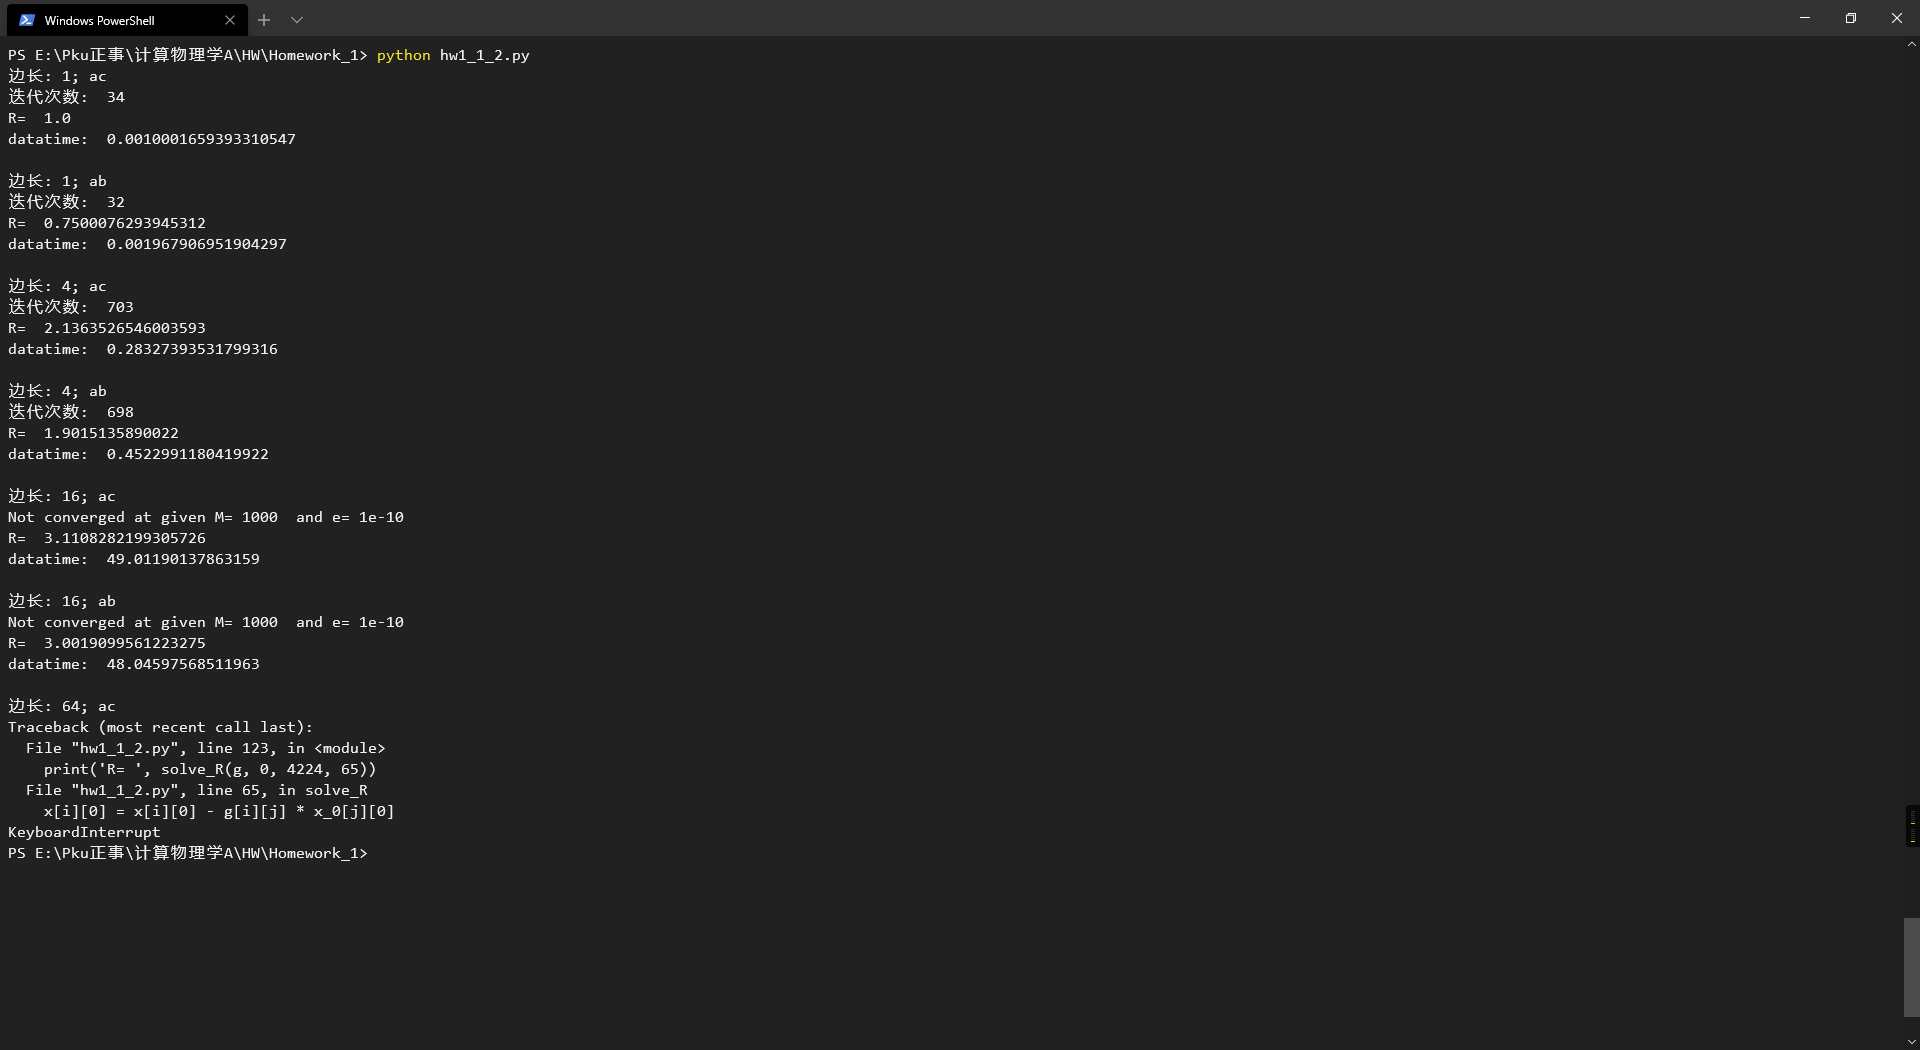 Windows PowerShell
PS E:\Pku正事\计算物理学A\HW\Homework_1> python hw1_1_2.py
边长: 1; ac
迭代次数:  34
R=  1.0
datatime:  0.0010001659393310547
边长: 1; ab
迭代次数:  32
R=  0.7500076293945312
datatime:  0.001967906951904297
边长: 4; ac
迭代次数:  703
R=  2.1363526546003593
datatime:  0.28327393531799316
边长: 4; ab
迭代次数:  698
R=  1.9015135890022
datatime:  0.4522991180419922
边长: 16; ac
Not converged at given M= 1000  and e= 1e-10
R=  3.1108282199305726
datatime:  49.01190137863159
边长: 16; ab
Not converged at given M= 1000  and e= 1e-10
R=  3.0019099561223275
datatime:  48.04597568511963
边长: 64; ac
Traceback (most recent call last):
  File "hw1_1_2.py", line 123, in <module>
    print('R= ', solve_R(g, 0, 4224, 65))
  File "hw1_1_2.py", line 65, in solve_R
    x[i][0] = x[i][0] - g[i][j] * x_0[j][0]
KeyboardInterrupt
PS E:\Pku正事\计算物理学A\HW\Homework_1>